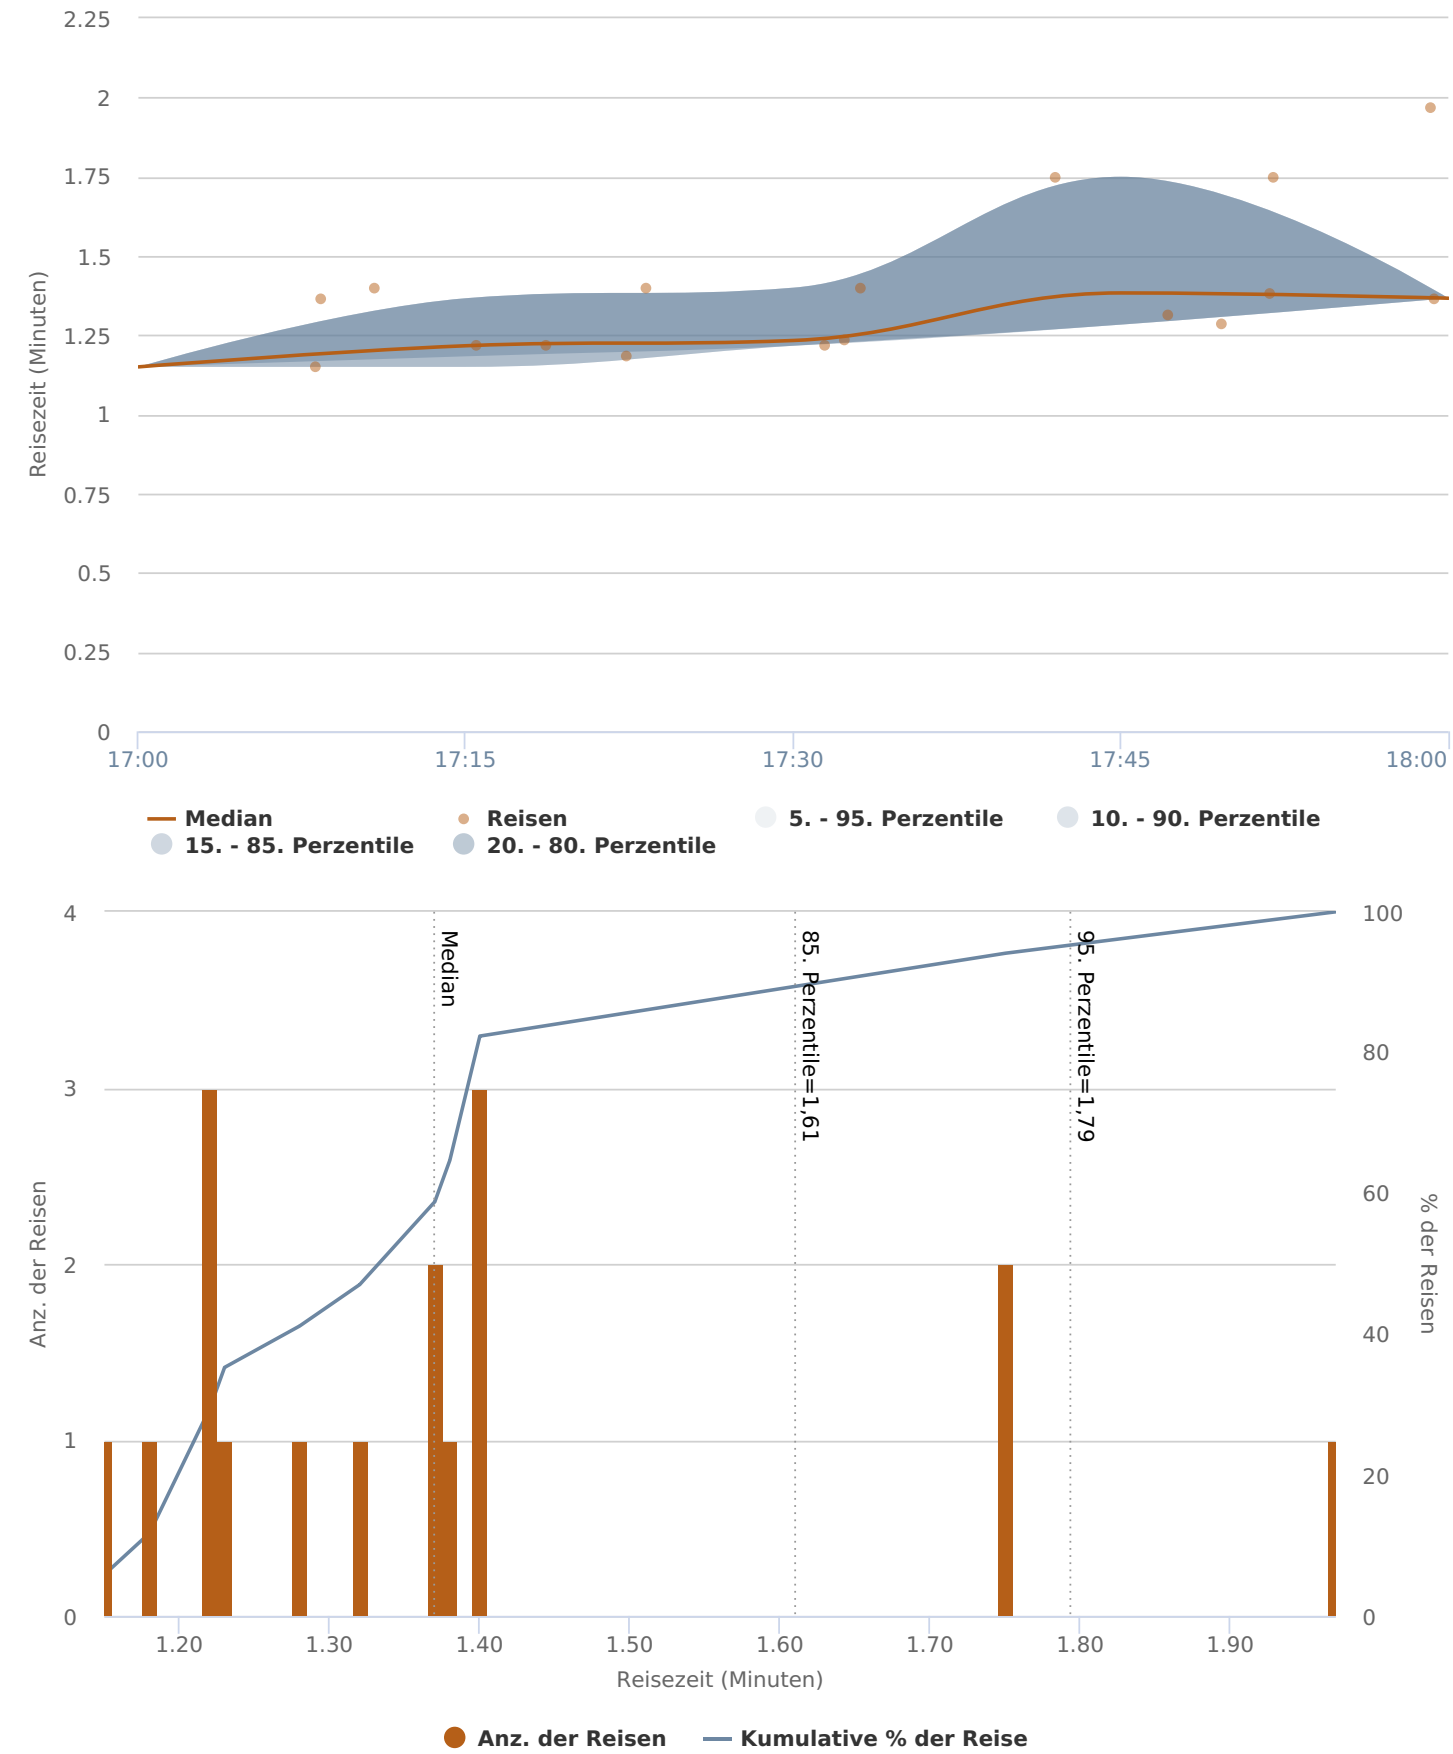 2.25
2
1.75
1.5
1.25
1
0.75
0.5
0.25
0
Reisezeit (Minuten)
17:00 17:15 17:30 17:45 18:00
Median Reisen 5. - 95. Perzentile 10. - 90. Perzentile
15. - 85. Perzentile 20. - 80. Perzentile
4
3
2
1
0
Anz. der Reisen
Median
85. Perzentile=1,61
95. Perzentile=1,79
100
80
60
40
20
0
% der Reisen
1.20 1.30 1.40 1.50 1.60 1.70 1.80 1.90
Reisezeit (Minuten)
Anz. der Reisen Kumulative % der Reise